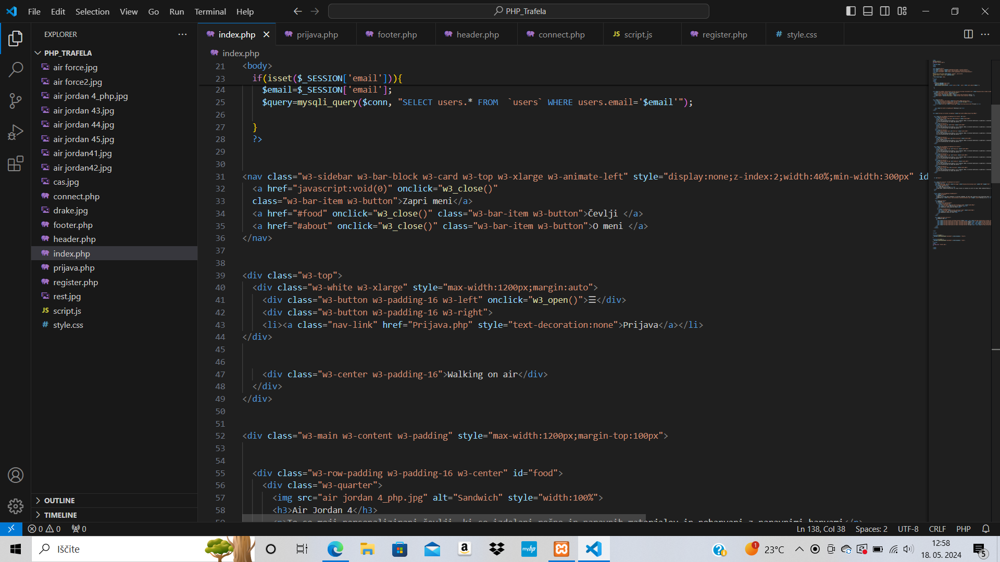 File Edit Selection View Go Run Terminal Help
PHP_Trafela
EXPLORER
PHP_TRAFELA
air force.jpg
air force2.jpg
air jordan 4_php.jpg
air jordan 43.jpg
air jordan 44.jpg
air jordan 45.jpg
air jordan41.jpg
air jordan42.jpg
cas.jpg
connect.php
drake.jpg
footer.php
header.php
index.php
prijava.php
register.php
rest.jpg
JS script.js
# style.css
OUTLINE
TIMELINE
index.php prijava.php footer.php header.php connect.php JS script.js register.php # style.css
index.php
21 <body>
23 if(isset($_SESSION['email'])){
24 $email=$_SESSION['email'];
25 $query=mysqli_query($conn, "SELECT users.* FROM  `users` WHERE users.email='$email'");
26
27 }
28 ?>
29
30
31 <nav class="w3-sidebar w3-bar-block w3-card w3-top w3-xlarge w3-animate-left" style="display:none;z-index:2;width:40%;min-width:300px" id
32 <a href="javascript:void(0)" onclick="w3_close()"
33 class="w3-bar-item w3-button">Zapri meni</a>
34 <a href="#food" onclick="w3_close()" class="w3-bar-item w3-button">Čevlji </a>
35 <a href="#about" onclick="w3_close()" class="w3-bar-item w3-button">O meni </a>
36 </nav>
37
38
39 <div class="w3-top">
40 <div class="w3-white w3-xlarge" style="max-width:1200px;margin:auto">
41 <div class="w3-button w3-padding-16 w3-left" onclick="w3_open()">☰</div>
42 <div class="w3-button w3-padding-16 w3-right">
43 <li><a class="nav-link" href="Prijava.php" style="text-decoration:none">Prijava</a></li>
44 </div>
45
46
47 <div class="w3-center w3-padding-16">Walking on air</div>
48 </div>
49 </div>
50
51
52 <div class="w3-main w3-content w3-padding" style="max-width:1200px;margin-top:100px">
53
54
55 <div class="w3-row-padding w3-padding-16 w3-center" id="food">
56 <div class="w3-quarter">
57 <img src="air jordan 4_php.jpg" alt="Sandwich" style="width:100%">
58 <h3>Air Jordan 4</h3>
0 0 0
Ln 138, Col 38 Spaces: 2 UTF-8 CRLF PHP
Iščite
a
myhp
1
23°C
12:58
18. 05. 2024
5